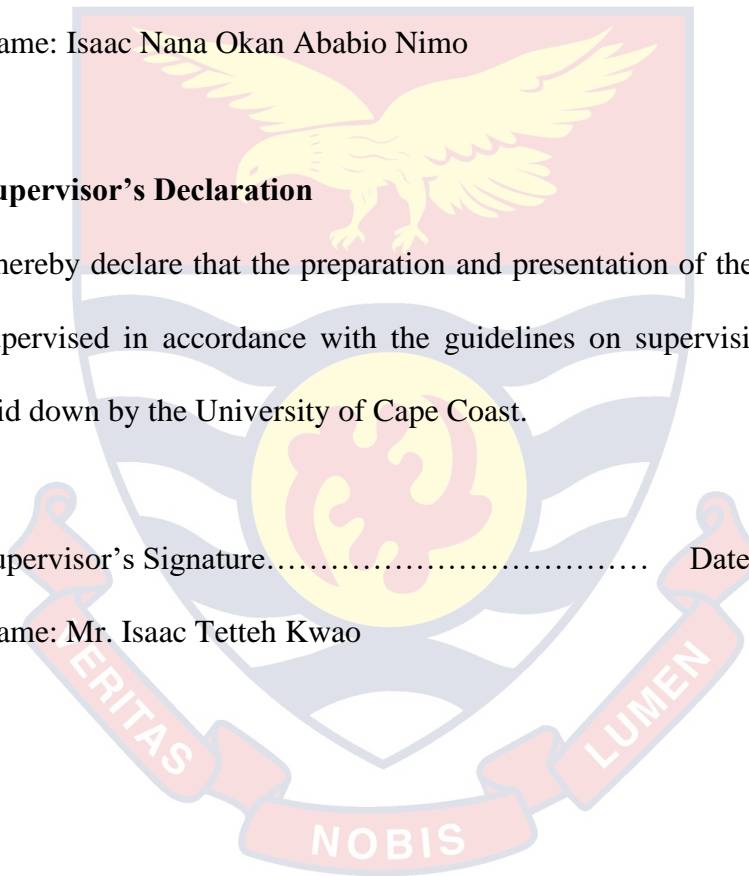 ame: Isaac Nana Okan Ababio Nimo
upervisor’s Declaration
hereby declare that the preparation and presentation of the
pervised in accordance with the guidelines on supervisi
id down by the University of Cape Coast.
upervisor’s Signature……………………………… Date
ame: Mr. Isaac Tetteh Kwao
VERITAS
NOBIS
LUMEN